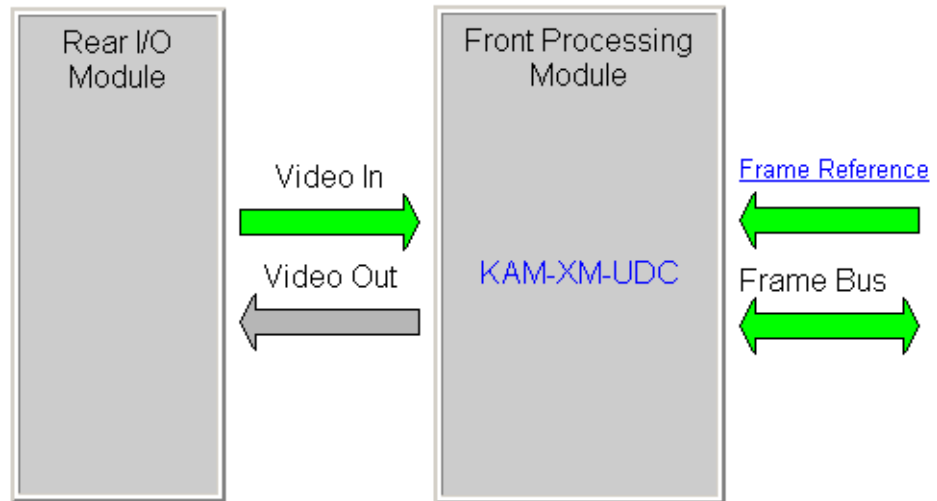 Rear I/O
Module
Front Processing
Module
Video In
Video Out
KAM-XM-UDC
Frame Reference
Frame Bus